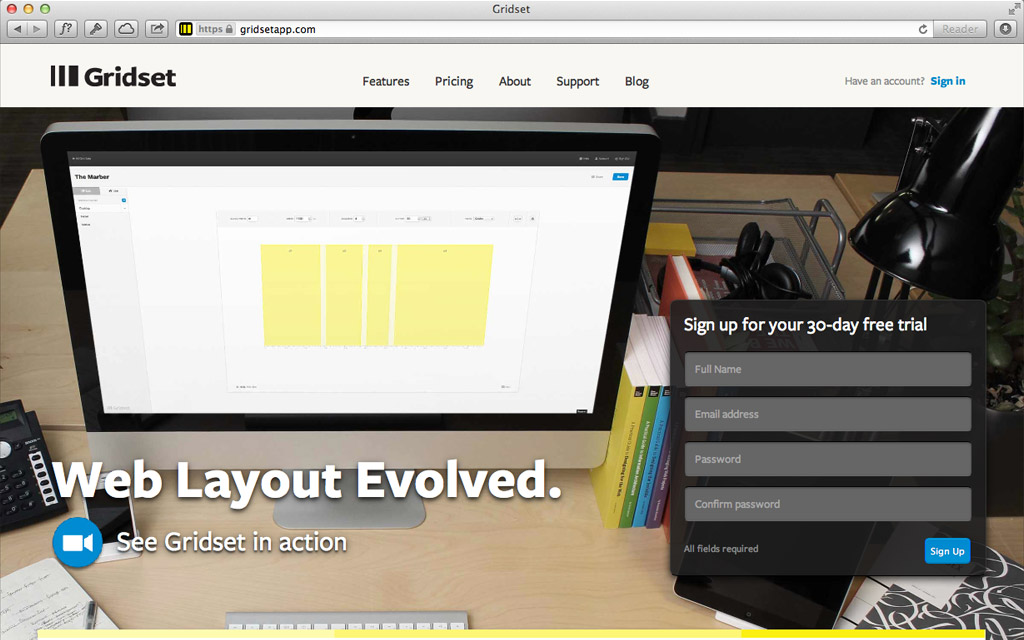 Gridset
https
gridsetapp.com
Reader
Gridset
Features
Pricing
About
Support
Blog
Have an account? Sign in
The Marber
Sign up for your 30-day free trial
Full Name
Email address
Password
Confirm password
All fields required
Sign Up
Web Layout Evolved.
See Gridset in action